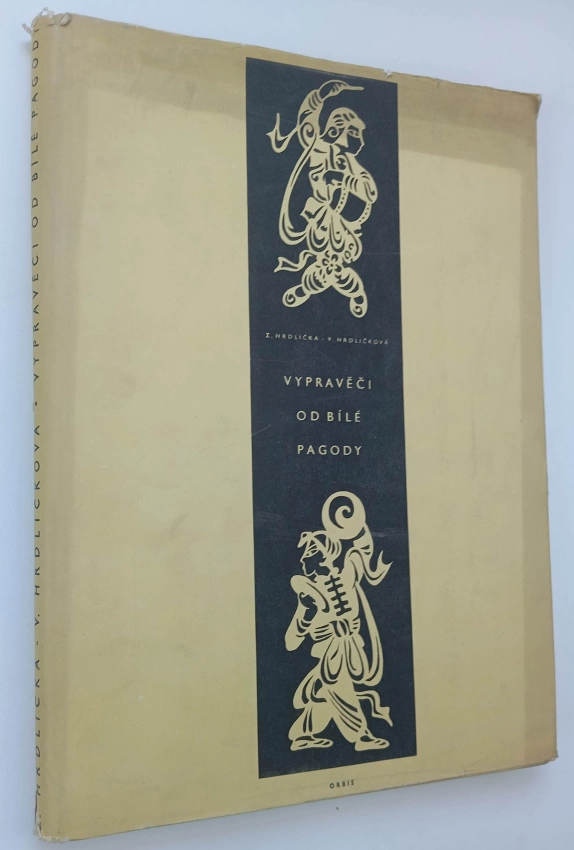 Z. HRDLIČKA - V. HRDLIČKOVÁ
VYPRAVĚČI
OD BÍLÉ
PAGODY
ORBIS
Z. HRDLIČKA - V. HRDLIČKOVÁ - VYPRAVĚČI OD BÍLÉ PAGODY